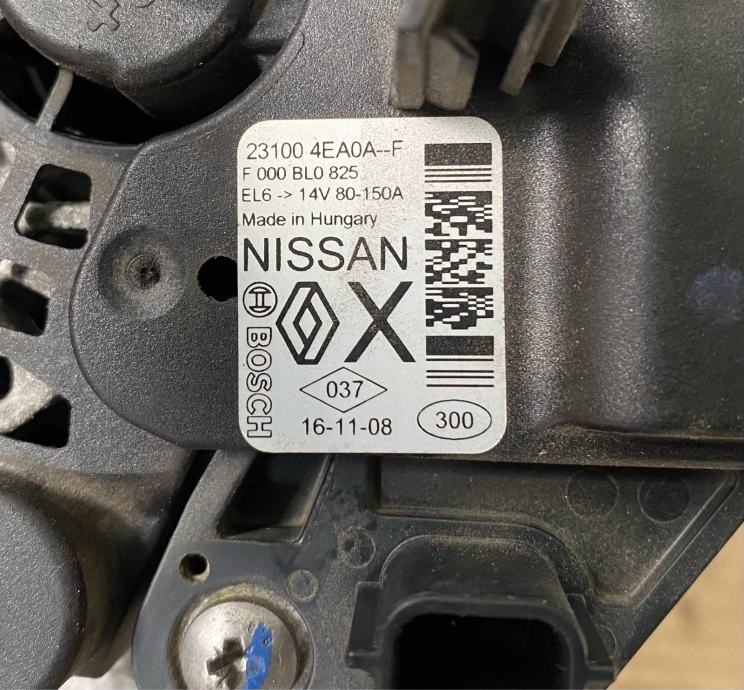 23100 4EA0A--F
F 000 BL0 825
EL6 -> 14V 80-150A
Made in Hungary
NISSAN
X
BOSCH
037
16-11-08
300